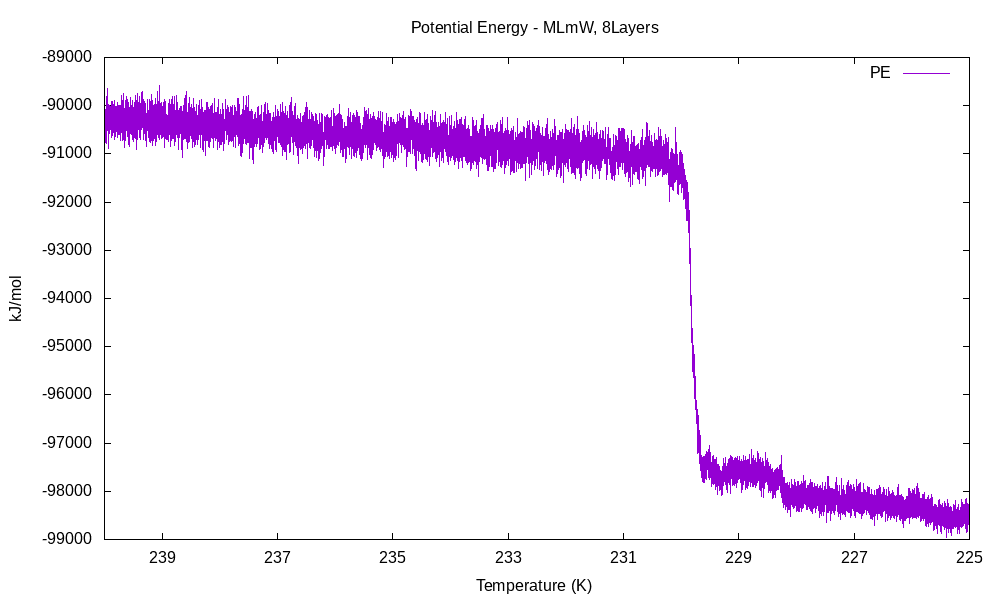 Potential Energy - MLmW, 8Layers
PE
-89000
-90000
-91000
-92000
-93000
-94000
-95000
-96000
-97000
-98000
-99000
kJ/mol
239 237 235 233 231 229 227 225
Temperature (K)